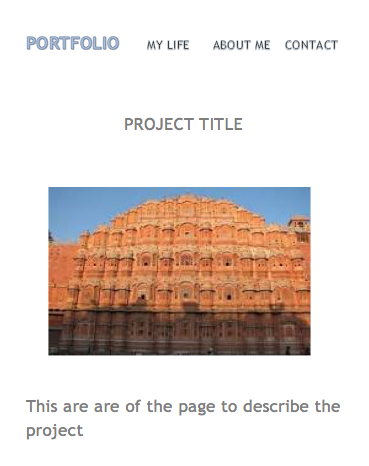 PORTFOLIO MY LIFE ABOUT ME CONTACT
PROJECT TITLE
This are are of the page to describe the
project